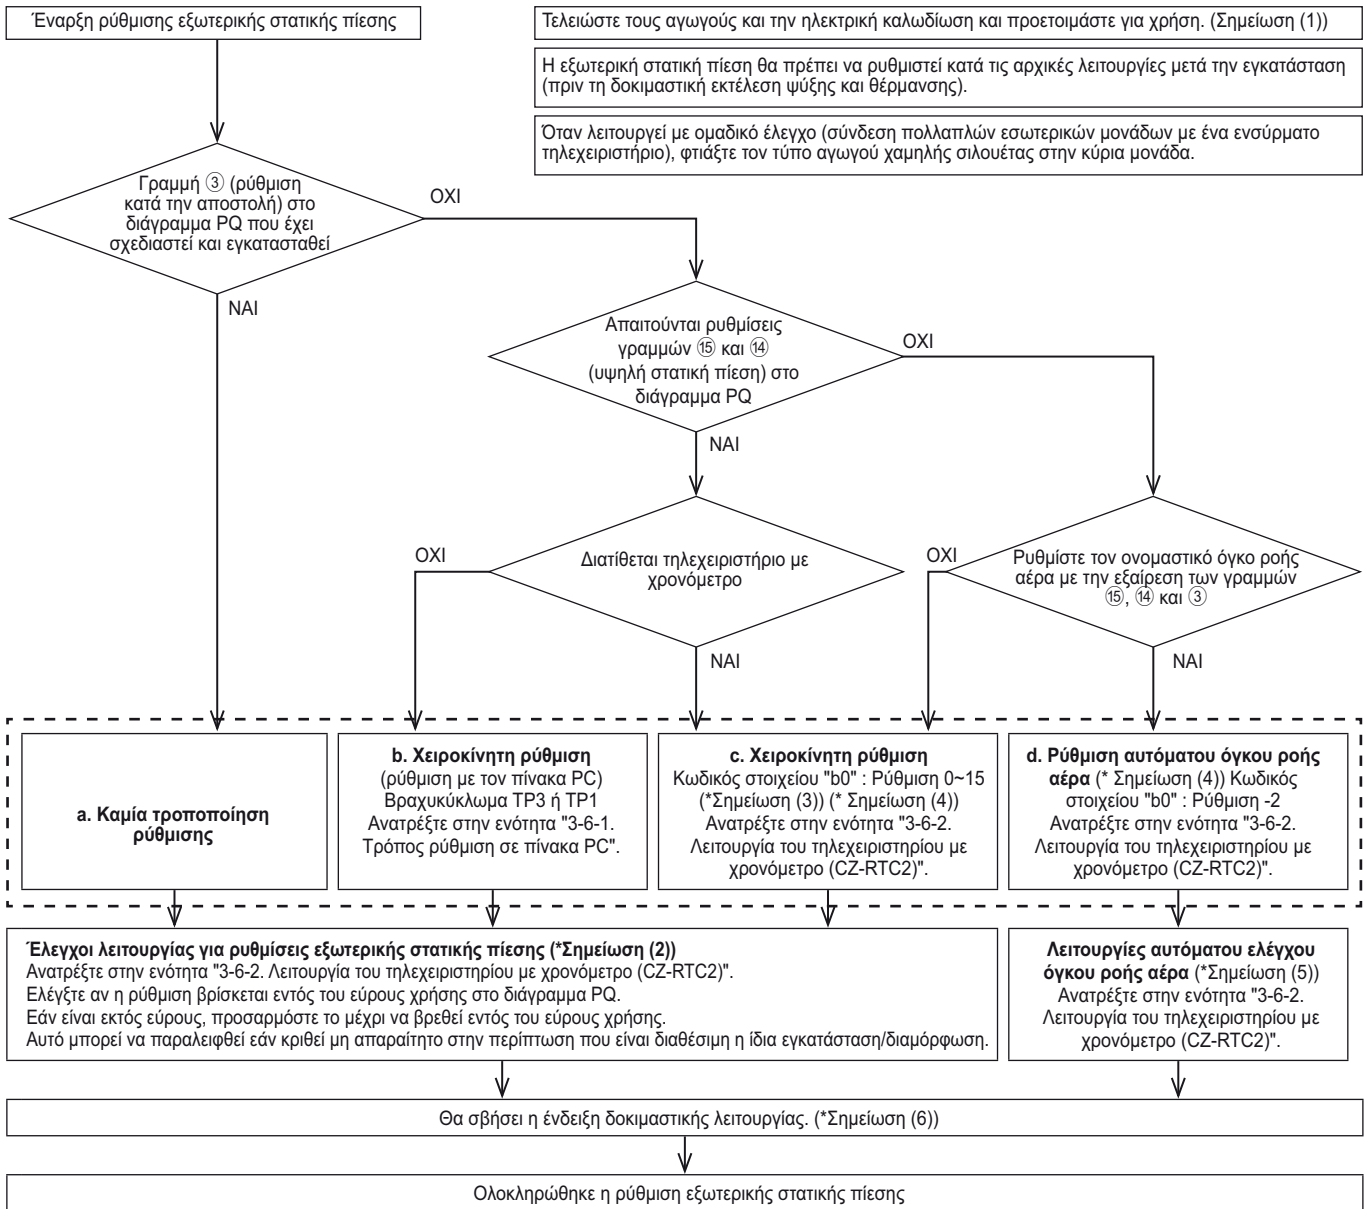 Έναρξη ρύθμισης εξωτερικής στατικής πίεσης
Τελειώστε τους αγωγούς και την ηλεκτρική καλωδίωση και προετοιμάστε για χρήση. (Σημείωση (1))
Η εξωτερική στατική πίεση θα πρέπει να ρυθμιστεί κατά τις αρχικές λειτουργίες μετά την εγκατάσταση
(πριν τη δοκιμαστική εκτέλεση ψύξης και θέρμανσης).
Όταν λειτουργεί με ομαδικό έλεγχο (σύνδεση πολλαπλών εσωτερικών μονάδων με ένα ενσύρματο
τηλεχειριστήριο), φτιάξτε τον τύπο αγωγού χαμηλής σιλουέτας στην κύρια μονάδα.
Γραμμή ③ (ρύθμιση
κατά την αποστολή) στο
διάγραμμα PQ που έχει
σχεδιαστεί και εγκατασταθεί
ΟΧΙ
ΝΑΙ
Απαιτούνται ρυθμίσεις
γραμμών ⑮ και ⑭
(υψηλή στατική πίεση) στο
διάγραμμα PQ
ΟΧΙ
ΝΑΙ
Διατίθεται τηλεχειριστήριο με
χρονόμετρο
ΟΧΙ
ΝΑΙ
Ρυθμίστε τον ονομαστικό όγκο ροής
αέρα με την εξαίρεση των γραμμών
⑮, ⑭ και ③
ΟΧΙ
ΝΑΙ
a. Καμία τροποποίηση
ρύθμισης
b. Χειροκίνητη ρύθμιση
(ρύθμιση με τον πίνακα PC)
Βραχυκύκλωμα TP3 ή TP1
Ανατρέξτε στην ενότητα "3-6-1.
Τρόπος ρύθμιση σε πίνακα PC".
c. Χειροκίνητη ρύθμιση
Κωδικός στοιχείου "b0" : Ρύθμιση 0~15
(*Σημείωση (3)) (* Σημείωση (4))
Ανατρέξτε στην ενότητα "3-6-2.
Λειτουργία του τηλεχειριστηρίου με
χρονόμετρο (CZ-RTC2)".
d. Ρύθμιση αυτόματου όγκου ροής
αέρα (* Σημείωση (4)) Κωδικός
στοιχείου "b0" : Ρύθμιση -2
Ανατρέξτε στην ενότητα "3-6-2.
Λειτουργία του τηλεχειριστηρίου με
χρονόμετρο (CZ-RTC2)".
Έλεγχοι λειτουργίας για ρυθμίσεις εξωτερικής στατικής πίεσης (*Σημείωση (2))
Ανατρέξτε στην ενότητα "3-6-2. Λειτουργία του τηλεχειριστηρίου με χρονόμετρο (CZ-RTC2)".
Ελέγξτε αν η ρύθμιση βρίσκεται εντός του εύρους χρήσης στο διάγραμμα PQ.
Εάν είναι εκτός εύρους, προσαρμόστε το μέχρι να βρεθεί εντός του εύρους χρήσης.
Αυτό μπορεί να παραλειφθεί εάν κριθεί μη απαραίτητο στην περίπτωση που είναι διαθέσιμη η ίδια εγκατάσταση/διαμόρφωση.
Λειτουργίες αυτόματου ελέγχου
όγκου ροής αέρα (*Σημείωση (5))
Ανατρέξτε στην ενότητα "3-6-2.
Λειτουργία του τηλεχειριστηρίου με
χρονόμετρο (CZ-RTC2)".
Θα σβήσει η ένδειξη δοκιμαστικής λειτουργίας. (*Σημείωση (6))
Ολοκληρώθηκε η ρύθμιση εξωτερικής στατικής πίεσης